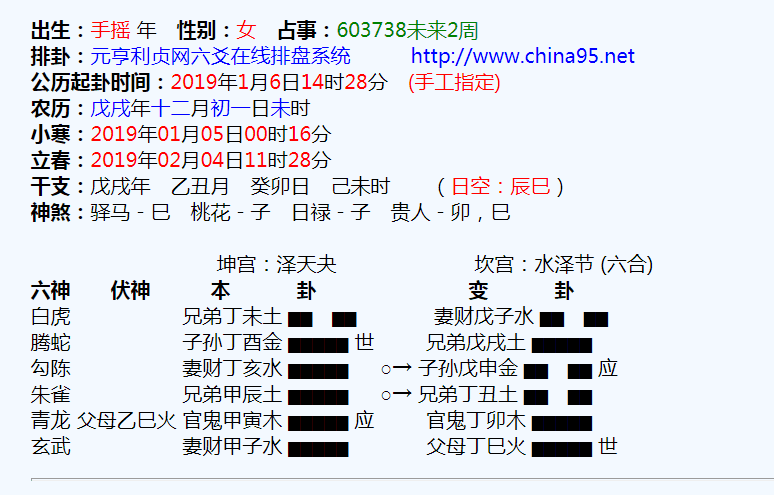 出生：手摇 年　性别：女　占事：603738未来2周
排卦：元亨利贞网六爻在线排盘系统　　　http://www.china95.net
公历起卦时间：2019年1月6日14时28分　(手工指定)
农历：戊戌年十二月初一日未时
小寒：2019年01月05日00时16分
立春：2019年02月04日11时28分
干支：戊戌年　乙丑月　癸卯日　己未时　　（日空：辰巳）
神煞：驿马－巳　桃花－子　日禄－子　贵人－卯，巳
坤宫：泽天夬　　　　　　　坎宫：水泽节 (六合)
六神　　伏神　　　本　　卦　　　　　　　变　　　卦
白虎　　　　　　兄弟丁未土　　　　妻财戊子水
腾蛇　　　　　　子孙丁酉金 世　　　兄弟戊戌土
勾陈　　　　　　妻财丁亥水 ○→ 子孙戊申金 应
朱雀　　　　　　兄弟甲辰土 ○→ 兄弟丁丑土
青龙 父母乙巳火 官鬼甲寅木 应　　　官鬼丁卯木
玄武　　　　　　妻财甲子水　　　　父母丁巳火 世